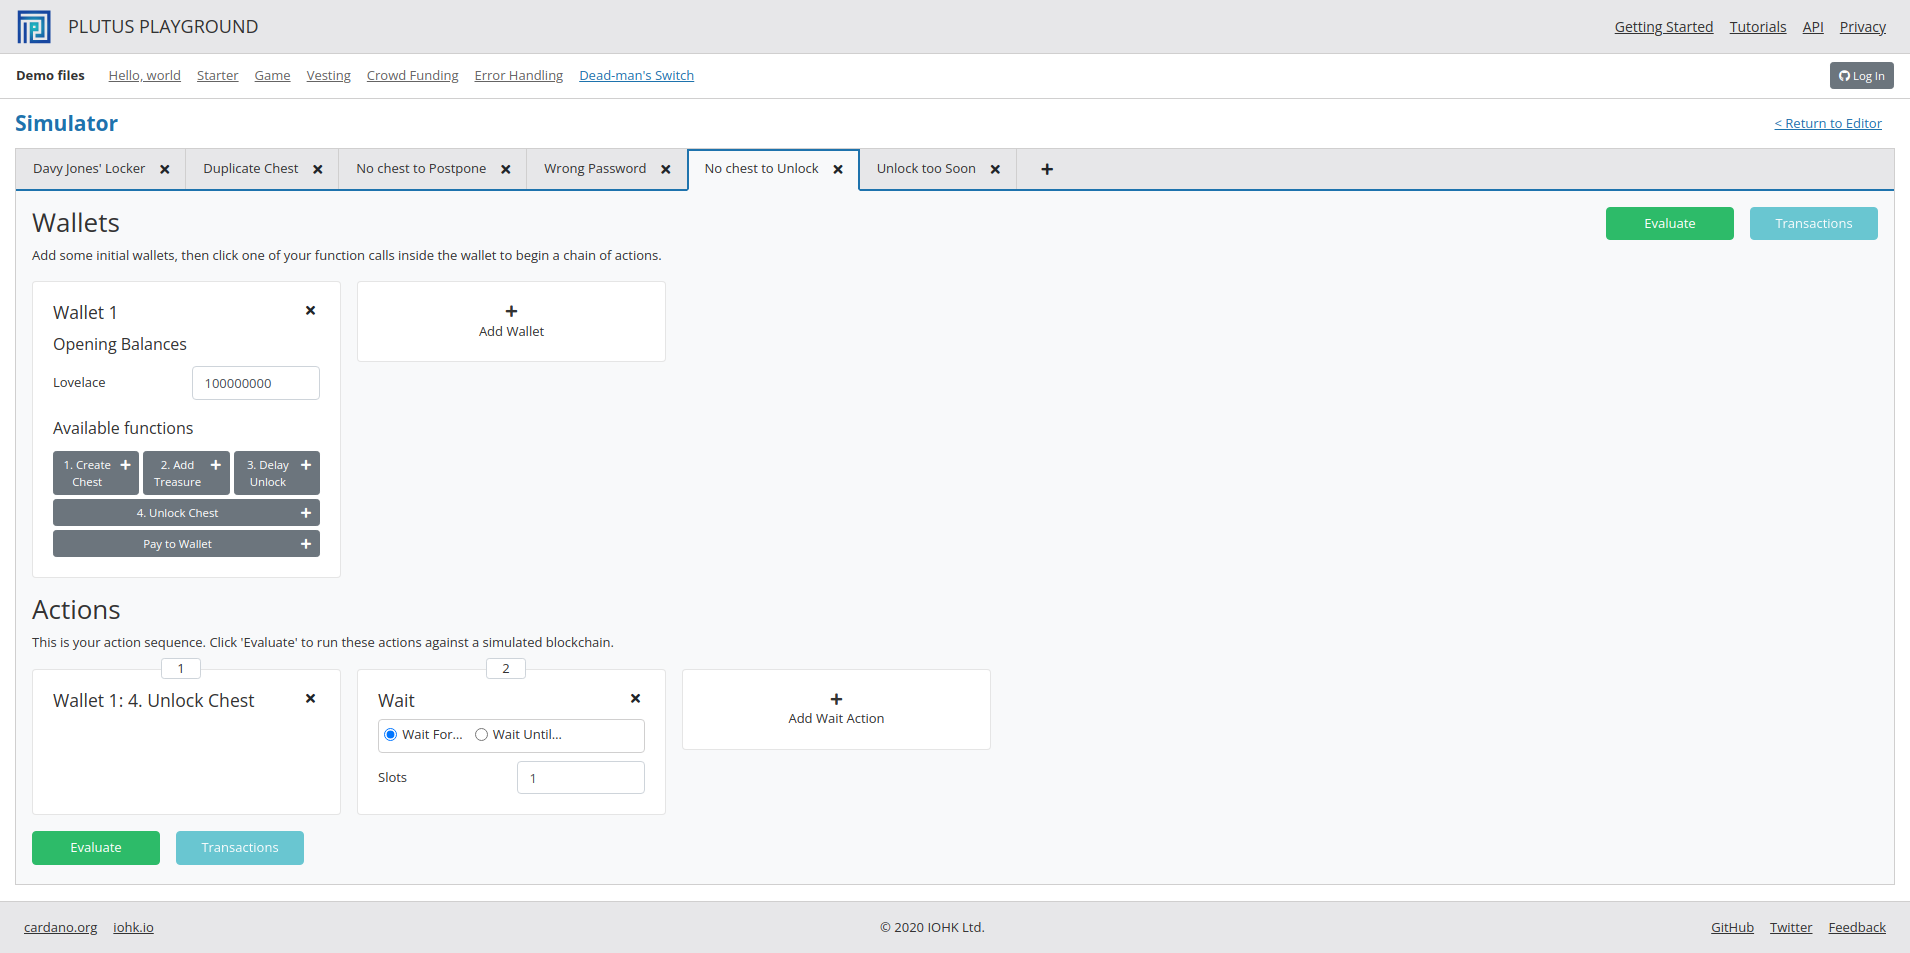 PLUTUS PLAYGROUND
Getting Started Tutorials API Privacy
Demo files Hello, world Starter Game Vesting Crowd Funding Error Handling Dead-man's Switch
Log In
Simulator
< Return to Editor
Davy Jones' Locker Duplicate Chest No chest to Postpone Wrong Password No chest to Unlock Unlock too Soon
Wallets
Evaluate Transactions
Add some initial wallets, then click one of your function calls inside the wallet to begin a chain of actions.
Wallet 1
Opening Balances
Lovelace 100000000
Available functions
1. Create Chest
2. Add Treasure
3. Delay Unlock
4. Unlock Chest
Pay to Wallet
Add Wallet
Actions
This is your action sequence. Click 'Evaluate' to run these actions against a simulated blockchain.
1
Wallet 1: 4. Unlock Chest
2
Wait
Wait For... Wait Until...
Slots 1
Add Wait Action
Evaluate Transactions
cardano.org iohk.io
© 2020 IOHK Ltd.
GitHub Twitter Feedback